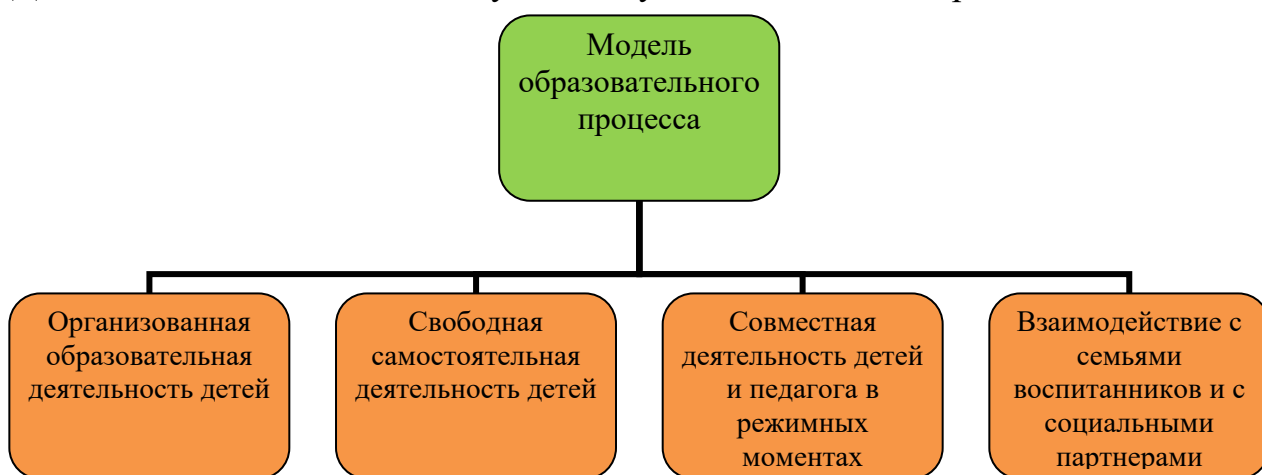 Модель
образовательного
процесса
Организованная
образовательная
деятельность детей
Свободная
самостоятельная
деятельность детей
Совместная
деятельность детей
и педагога в
режимных
моментах
Взаимодействие с
семьями
воспитанников и с
социальными
партнерами